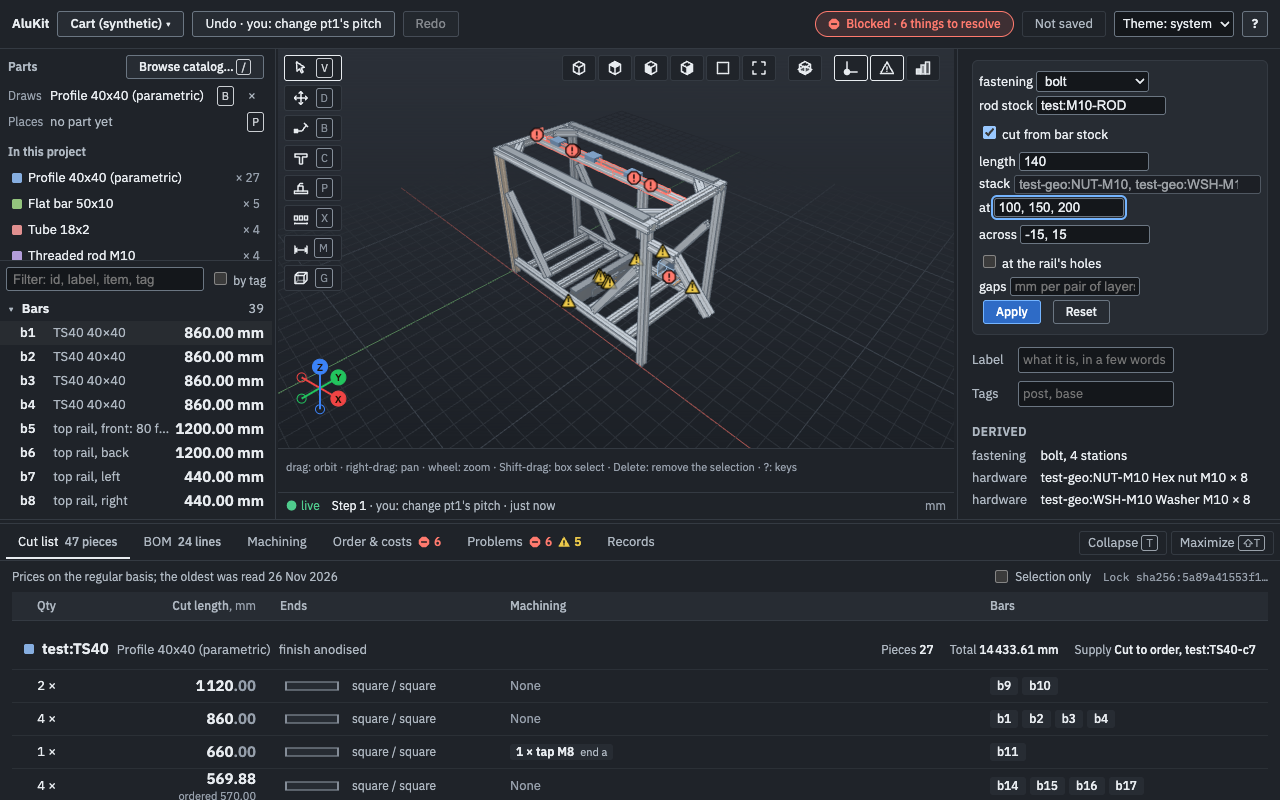 AluKit Cart (synthetic) ▾ Undo · you: change pt1's pitch Redo Blocked · 6 things to resolve Not saved Theme: system ?
Parts Browse catalog... /
Draws Profile 40x40 (parametric) B ×
Places no part yet P
In this project
Profile 40x40 (parametric) × 27
Flat bar 50x10 × 5
Tube 18x2 × 4
Threaded rod M10 × 4
Filter: id, label, item, tag by tag
▾ Bars 39
b1 TS40 40×40 860.00 mm
b2 TS40 40×40 860.00 mm
b3 TS40 40×40 860.00 mm
b4 TS40 40×40 860.00 mm
b5 top rail, front: 80 f... 1200.00 mm
b6 top rail, back 1200.00 mm
b7 top rail, left 440.00 mm
b8 top rail, right 440.00 mm
V
D
B
C
P
X
M
G
Z
Y
X
drag: orbit · right-drag: pan · wheel: zoom · Shift-drag: box select · Delete: remove the selection · ?: keys
live Step 1 · you: change pt1's pitch · just now mm
fastening bolt
rod stock test:M10-ROD
cut from bar stock
length 140
stack test-geo:NUT-M10, test-geo:WSH-M1
at 100, 150, 200
across -15, 15
at the rail's holes
gaps mm per pair of layers
Apply Reset
Label what it is, in a few words
Tags post, base
DERIVED
fastening bolt, 4 stations
hardware test-geo:NUT-M10 Hex nut M10 × 8
hardware test-geo:WSH-M10 Washer M10 × 8
Cut list 47 pieces BOM 24 lines Machining Order & costs 6 Problems 6 5 Records Collapse T Maximize ⇧T
Prices on the regular basis; the oldest was read 26 Nov 2026 Selection only Lock sha256:5a89a41553f1…
Qty Cut length, mm Ends Machining Bars
test:TS40 Profile 40x40 (parametric) finish anodised Pieces 27 Total 14 433.61 mm Supply Cut to order, test:TS40-c7
2 × 1 120.00 square / square None b9 b10
4 × 860.00 square / square None b1 b2 b3 b4
1 × 660.00 square / square 1 × tap M8 end a b11
4 × 569.88 square / square None b14 b15 b16 b17
ordered 570.00